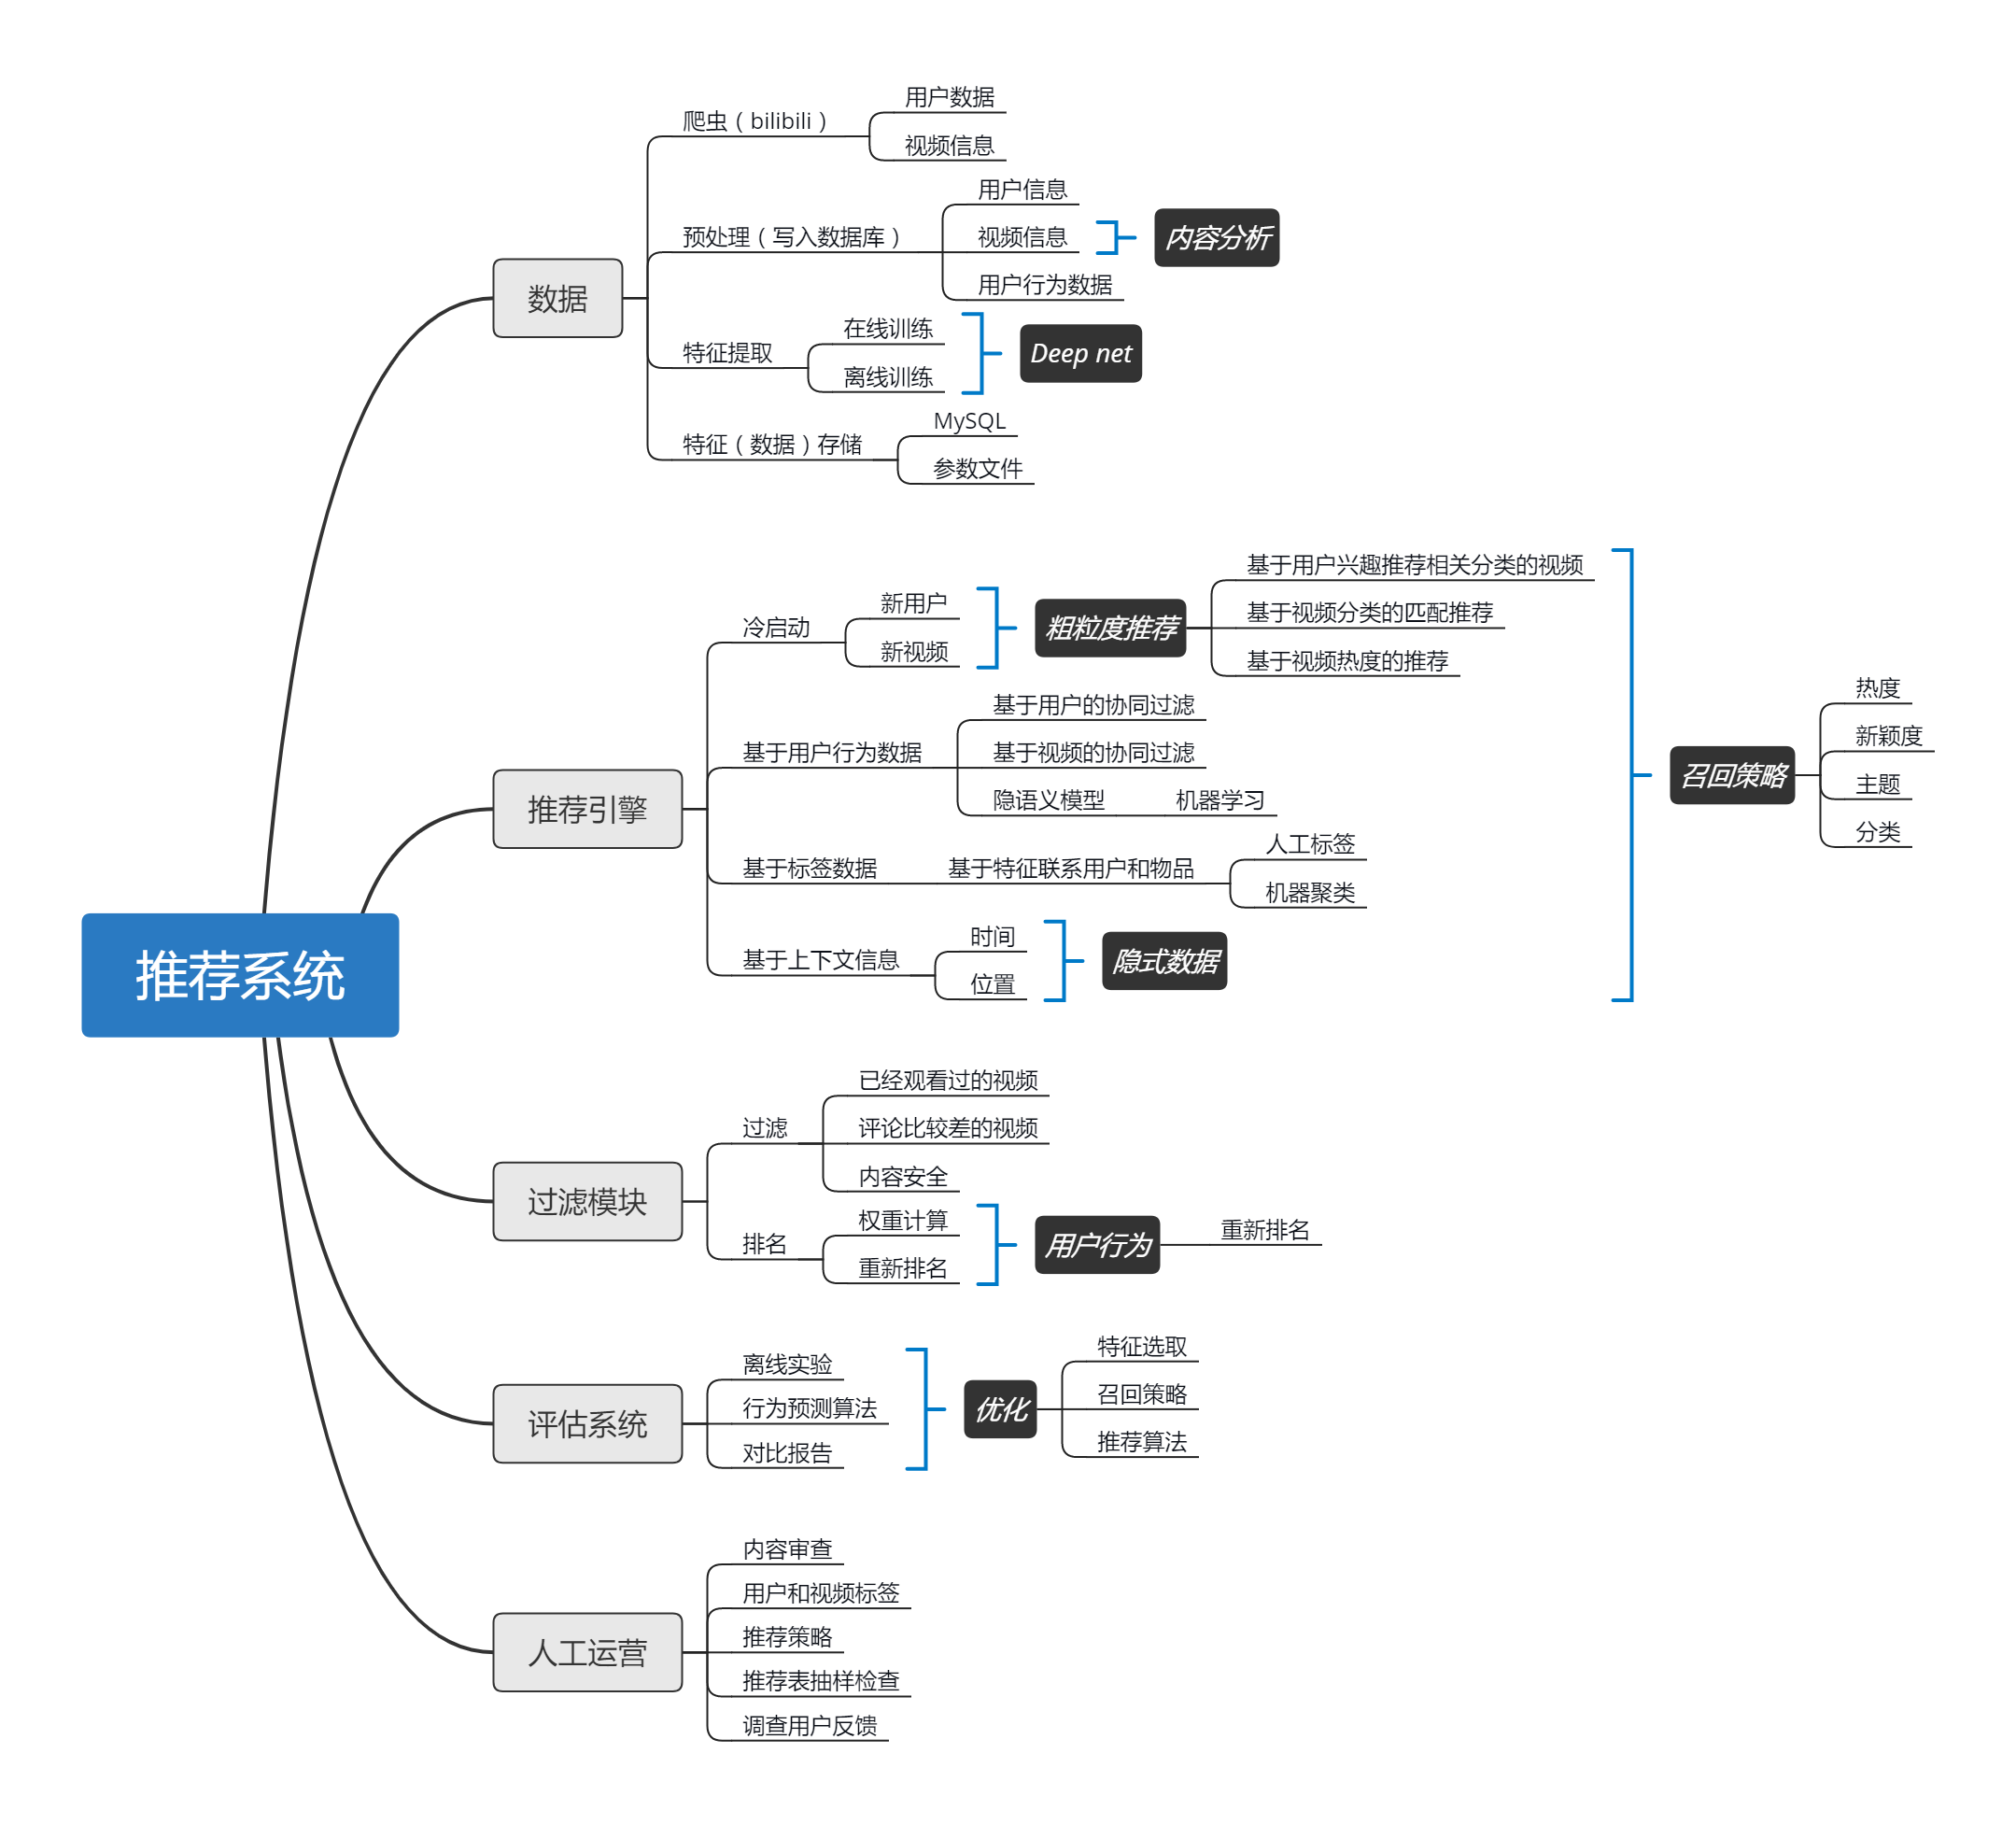 推荐系统
数据
爬虫（bilibili）
用户数据
视频信息
预处理（写入数据库）
用户信息
视频信息
用户行为数据
内容分析
特征提取
在线训练
离线训练
Deep net
特征（数据）存储
MySQL
参数文件
推荐引擎
冷启动
新用户
新视频
粗粒度推荐
基于用户兴趣推荐相关分类的视频
基于视频分类的匹配推荐
基于视频热度的推荐
基于用户行为数据
基于用户的协同过滤
基于视频的协同过滤
隐语义模型
机器学习
基于标签数据
基于特征联系用户和物品
人工标签
机器聚类
基于上下文信息
时间
位置
隐式数据
召回策略
热度
新颖度
主题
分类
过滤模块
过滤
已经观看过的视频
评论比较差的视频
内容安全
排名
权重计算
重新排名
用户行为
重新排名
评估系统
离线实验
行为预测算法
对比报告
优化
特征选取
召回策略
推荐算法
人工运营
内容审查
用户和视频标签
推荐策略
推荐表抽样检查
调查用户反馈